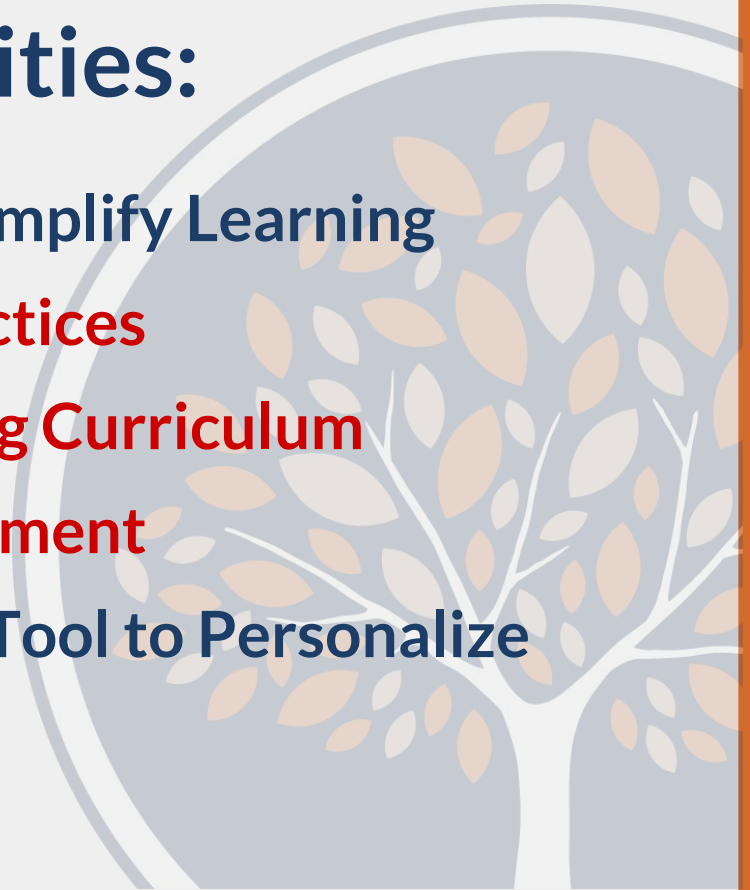 ities:
mplify Learning
ctices
g Curriculum
ment
Tool to Personalize